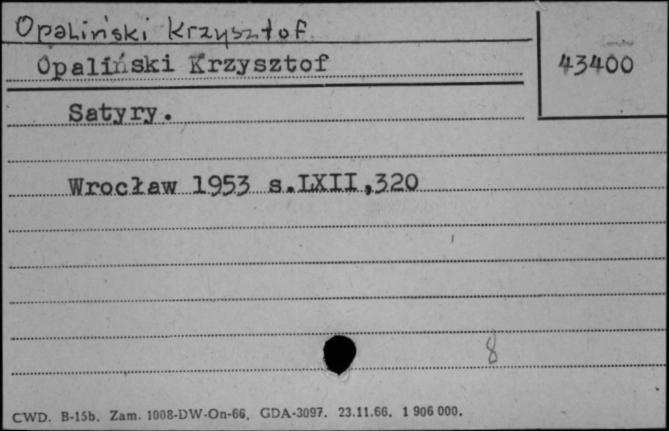 Opaliński Krzysztof
Opaliński Krzysztof
43400
Satyry.
Wrocław 1953 s.LXII,320
8
CWD. B-15b. Zam. 1008-DW-On-66. GDA-3097. 23.11.66. 1 906 000.